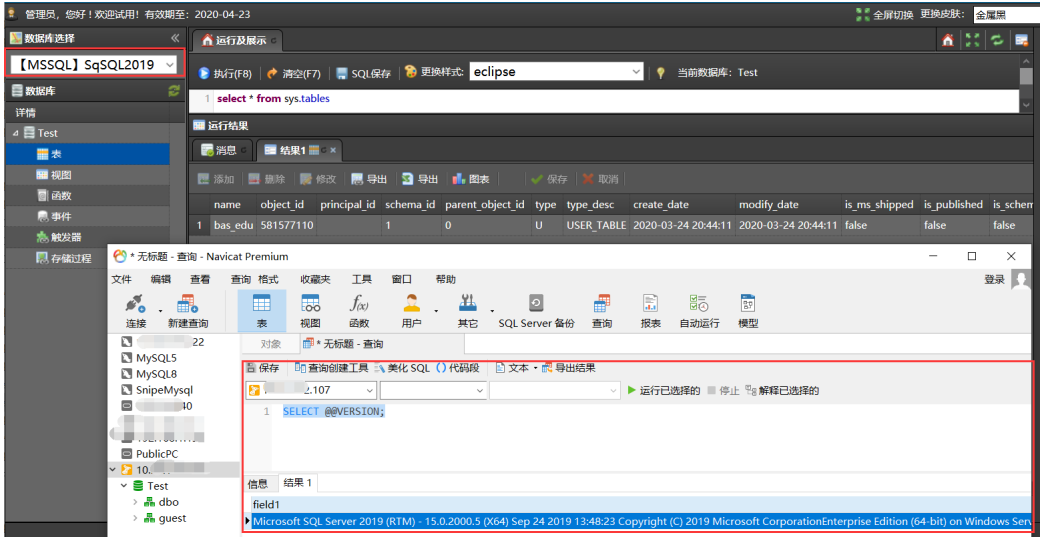 管理员，您好！欢迎试用！有效期至：2020-04-23 全屏切换 更换皮肤： 金属黑
数据库选择 运行及展示
【MSSQL】SqSQL2019
执行(F8) 清空(F7) SQL保存 更换样式: eclipse 当前数据库：Test
数据库
1 select * from sys.tables
详情
运行结果
Test
消息 结果1
表
视图
添加 删除 修改 导出 导出 图表 保存 取消
函数
name object_id principal_id schema_id parent_object_id type type_desc create_date modify_date is_ms_shipped is_published is_schem
事件
1 bas_edu 581577110 1 0 U USER_TABLE 2020-03-24 20:44:11 2020-03-24 20:44:11 false false false
触发器
存储过程
* 无标题 - 查询 - Navicat Premium
文件 编辑 查看 查询 格式 收藏夹 工具 窗口 帮助 登录
连接 新建查询 表 视图 函数 用户 其它 SQL Server 备份 查询 报表 自动运行 模型
22
对象 * 无标题 - 查询
MySQL5
保存 查询创建工具 美化 SQL () 代码段 文本 导出结果
MySQL8
SnipeMysql
2.107 运行已选择的 停止 解释已选择的
40
1 SELECT @@VERSION;
PublicPC
10.
Test
信息 结果 1
dbo
field1
guest
Microsoft SQL Server 2019 (RTM) - 15.0.2000.5 (X64) Sep 24 2019 13:48:23 Copyright (C) 2019 Microsoft CorporationEnterprise Edition (64-bit) on Windows Serv